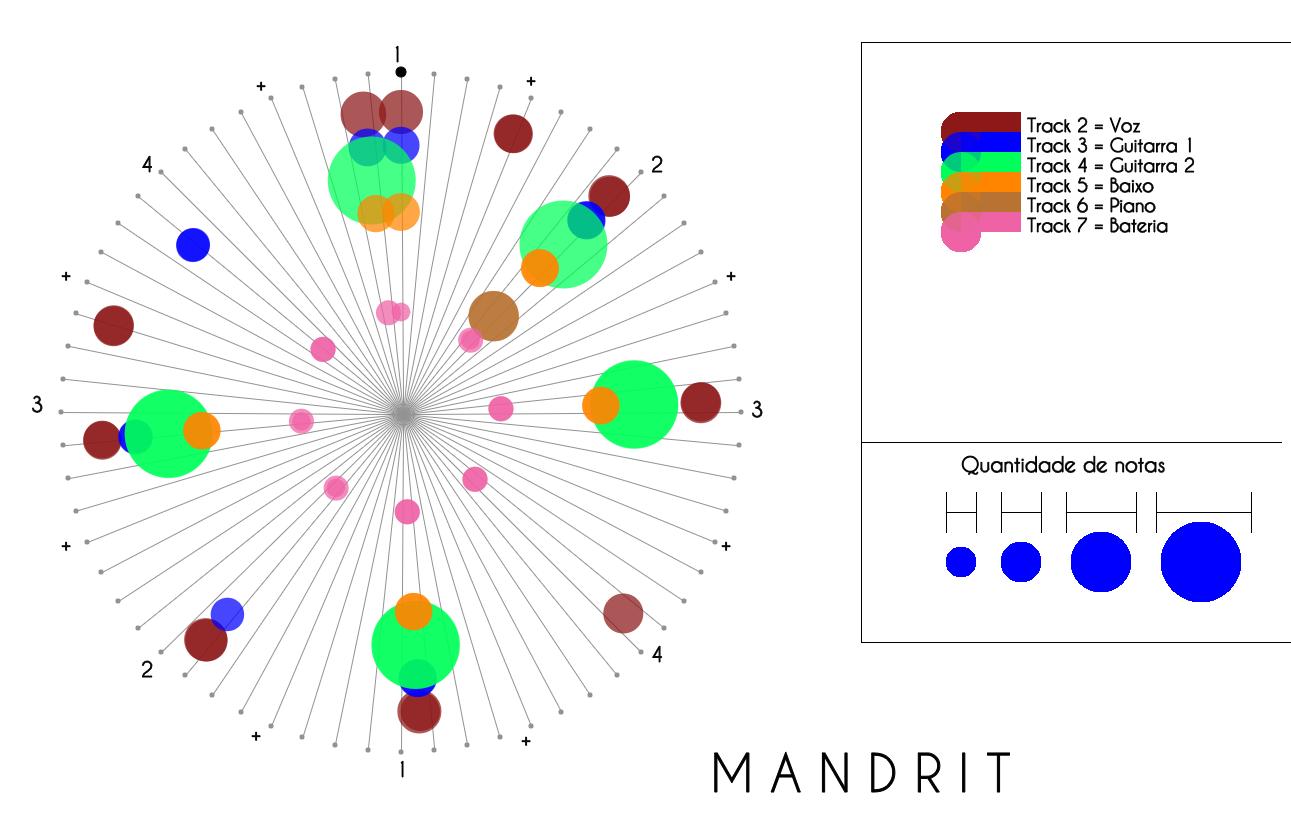 1
+
+
4
2
+
+
3
3
+
+
2
4
+
+
1
Track 2 = Voz
Track 3 = Guitarra 1
Track 4 = Guitarra 2
Track 5 = Baixo
Track 6 = Piano
Track 7 = Bateria
Quantidade de notas
MANDRIT